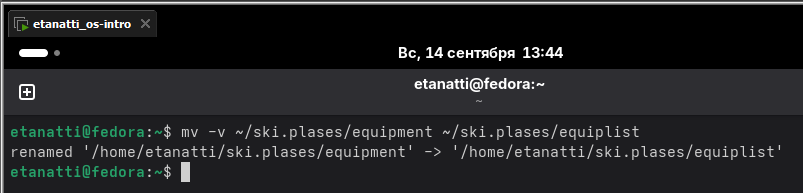 etanatti_os-intro
Вс, 14 сентября 13:44
etanatti@fedora:~
~
etanatti@fedora:~$ mv -v ~/ski.plases/equipment ~/ski.plases/equiplist
renamed '/home/etanatti/ski.plases/equipment' -> '/home/etanatti/ski.plases/equiplist'
etanatti@fedora:~$